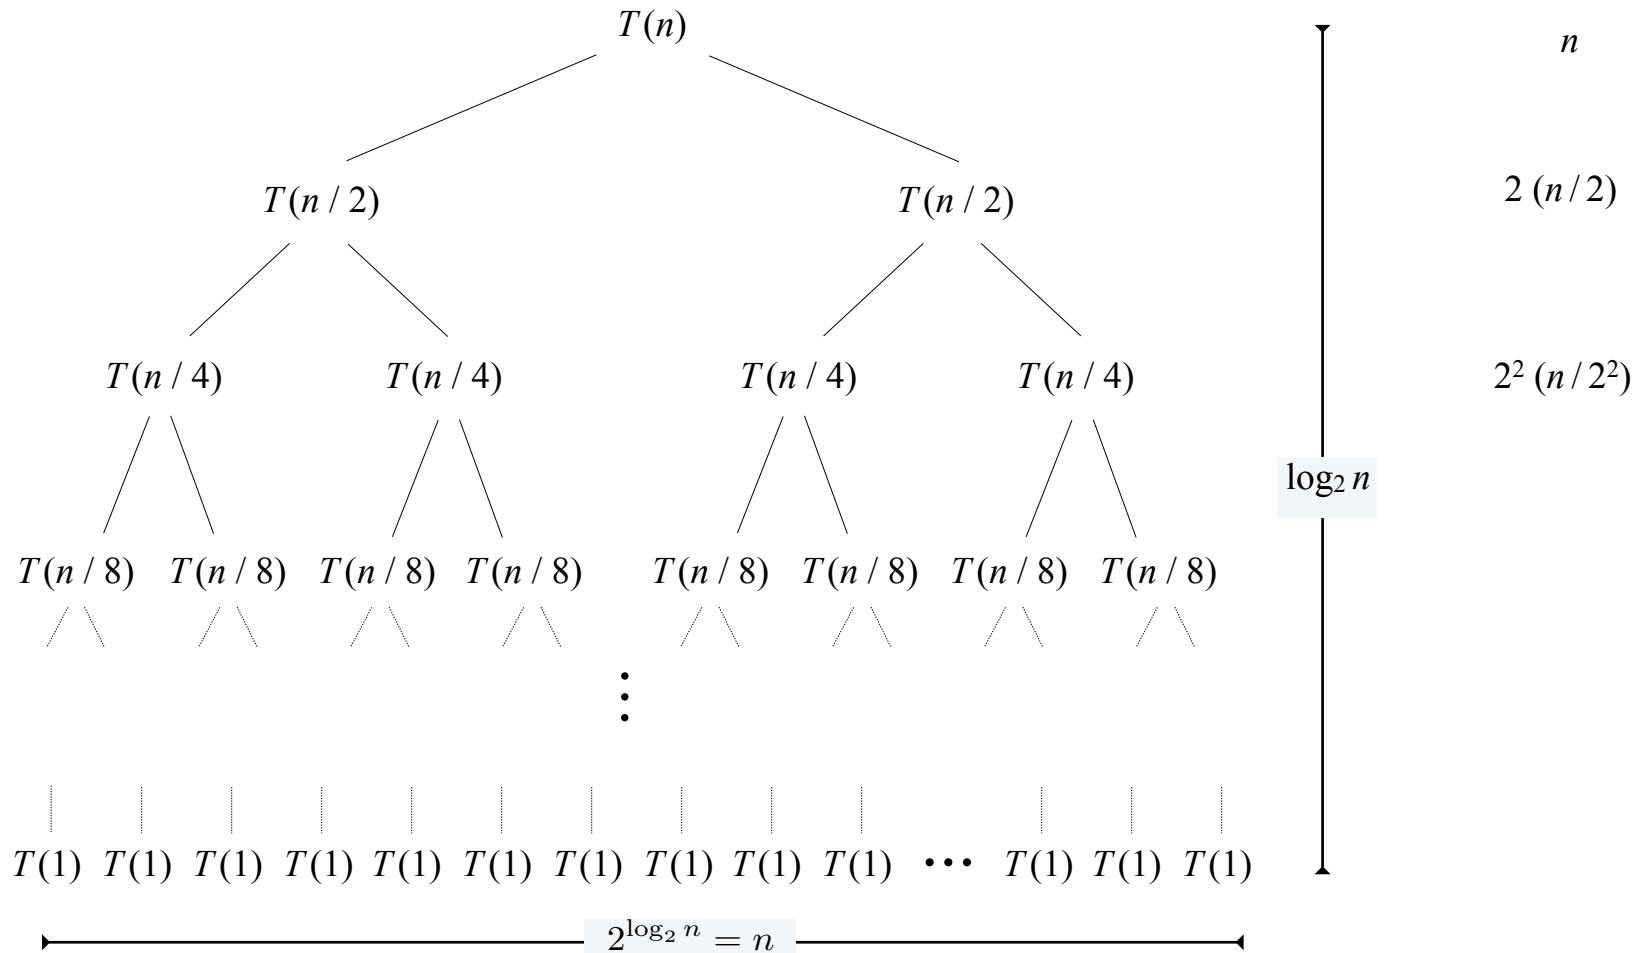 T(n) n
T(n / 2) T(n / 2) 2 (n / 2)
T(n / 4) T(n / 4) T(n / 4) T(n / 4) 2² (n / 2²)
log₂ n
T(n / 8) T(n / 8) T(n / 8) T(n / 8) T(n / 8) T(n / 8) T(n / 8) T(n / 8)
⋮
T(1) T(1) T(1) T(1) T(1) T(1) T(1) T(1) T(1) T(1) ⋯ T(1) T(1) T(1)
2^{log₂ n} = n